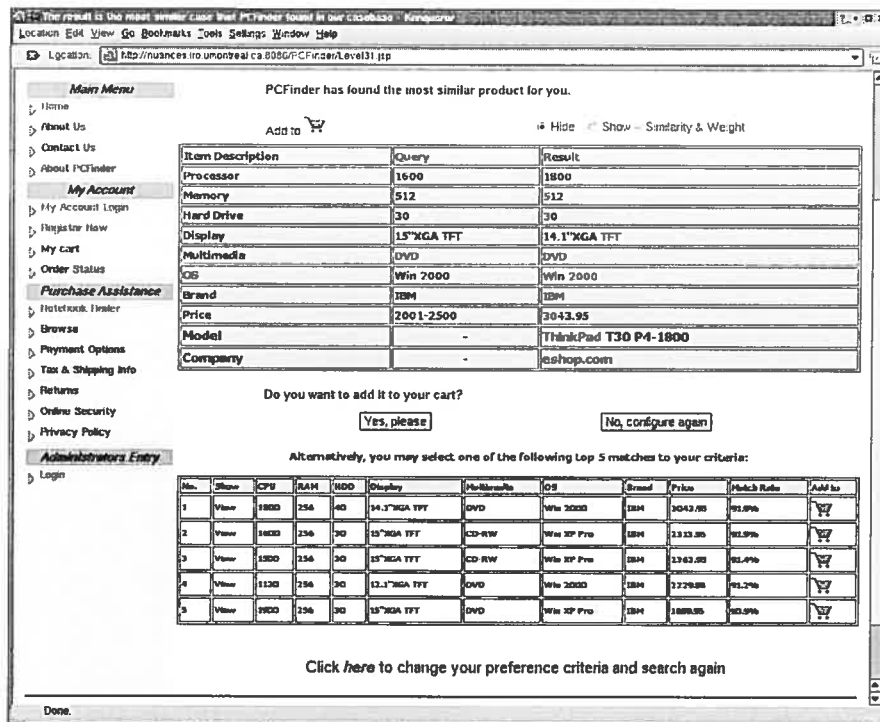 The result is the most similar case that PCFinder found in our casebase - Konqueror
Location Edit View Go Bookmarks Tools Settings Window Help
Location: http://nuances.iro.umontreal.ca:8080/PCFinder/Level31.jsp
Main Menu
Home
About Us
Contact Us
About PCFinder
My Account
My Account Login
Register Now
My cart
Order Status
Purchase Assistance
Notebook Finder
Browse
Payment Options
Tax & Shipping Info
Returns
Online Security
Privacy Policy
Administrators Entry
Login
PCFinder has found the most similar product for you.
Add to
Hide Show - Similarity & Weight
Item Description Query Result
Processor 1600 1800
Memory 512 512
Hard Drive 30 30
Display 15"XGA TFT 14.1"XGA TFT
Multimedia DVD DVD
OS Win 2000 Win 2000
Brand IBM IBM
Price 2001-2500 3043.95
Model - ThinkPad T30 P4-1800
Company - eshop.com
Do you want to add it to your cart?
Yes, please No, configure again
Alternatively, you may select one of the following top 5 matches to your criteria:
No. Show CPU RAM HDD Display Multimedia OS Brand Price Match Rate Add to
1 View 1800 256 40 14.1"XGA TFT DVD Win 2000 IBM 3043.95
2 View 1600 256 30 15"XGA TFT CD-RW Win XP Pro IBM
3 View 1500 256 30 15"XGA TFT CD-RW Win XP Pro IBM
4 View 256 30 12.1"XGA TFT DVD Win 2000 IBM
5 View 256 30 15"XGA TFT DVD Win XP Pro IBM
Click here to change your preference criteria and search again
Done.